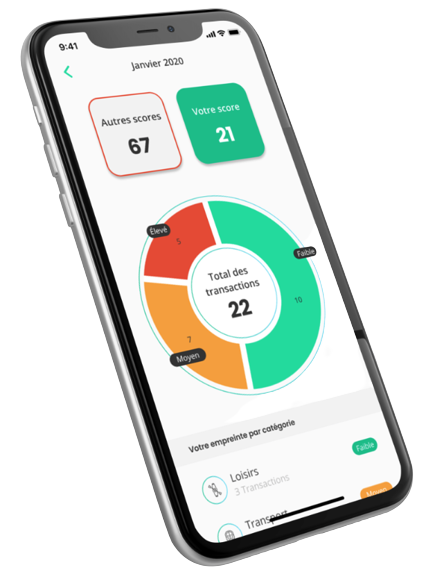 9:41
Janvier 2020
Autres scores
67
Votre score
21
Élevé
5
Faible
10
Total des
transactions
22
7
Moyen
Votre empreinte par catégorie
Loisirs
3 Transactions
Faible
Transport
Moyen